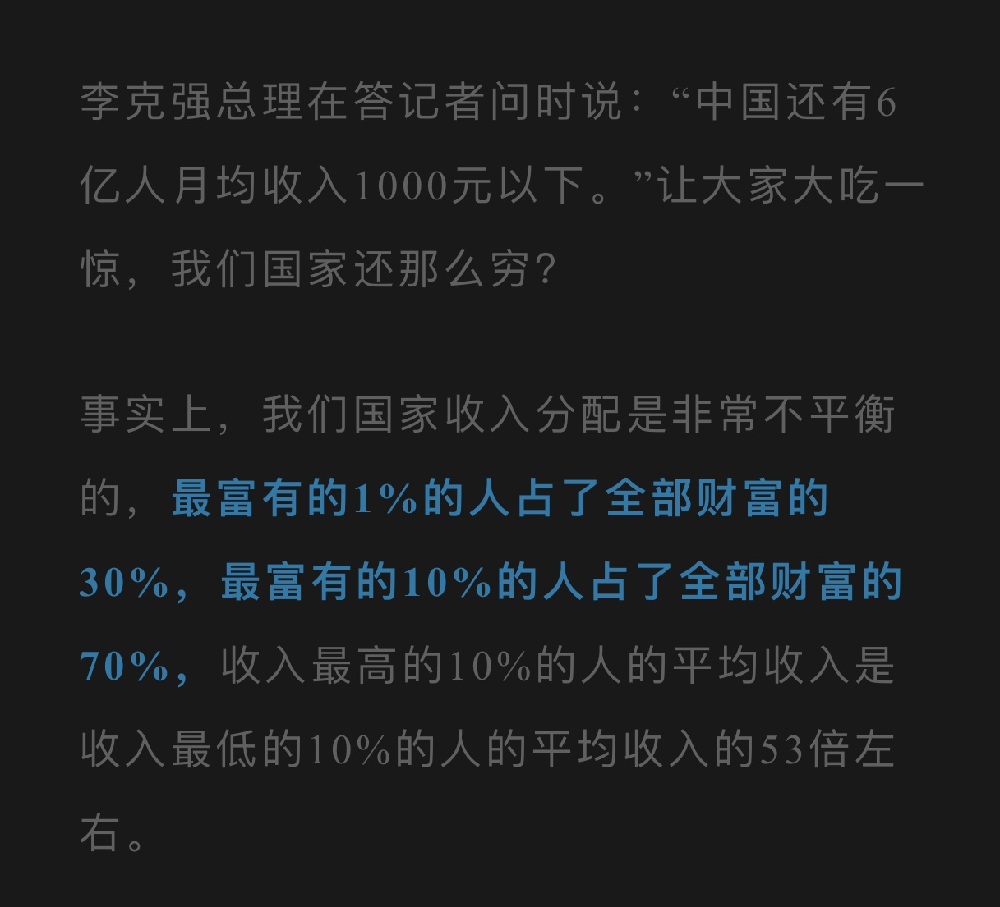 李克强总理在答记者问时说：“中国还有6
亿人月均收入1000元以下。”让大家大吃一
惊，我们国家还那么穷？
事实上，我们国家收入分配是非常不平衡
的，最富有的1%的人占了全部财富的
30%，最富有的10%的人占了全部财富的
70%，收入最高的10%的人的平均收入是
收入最低的10%的人的平均收入的53倍左
右。